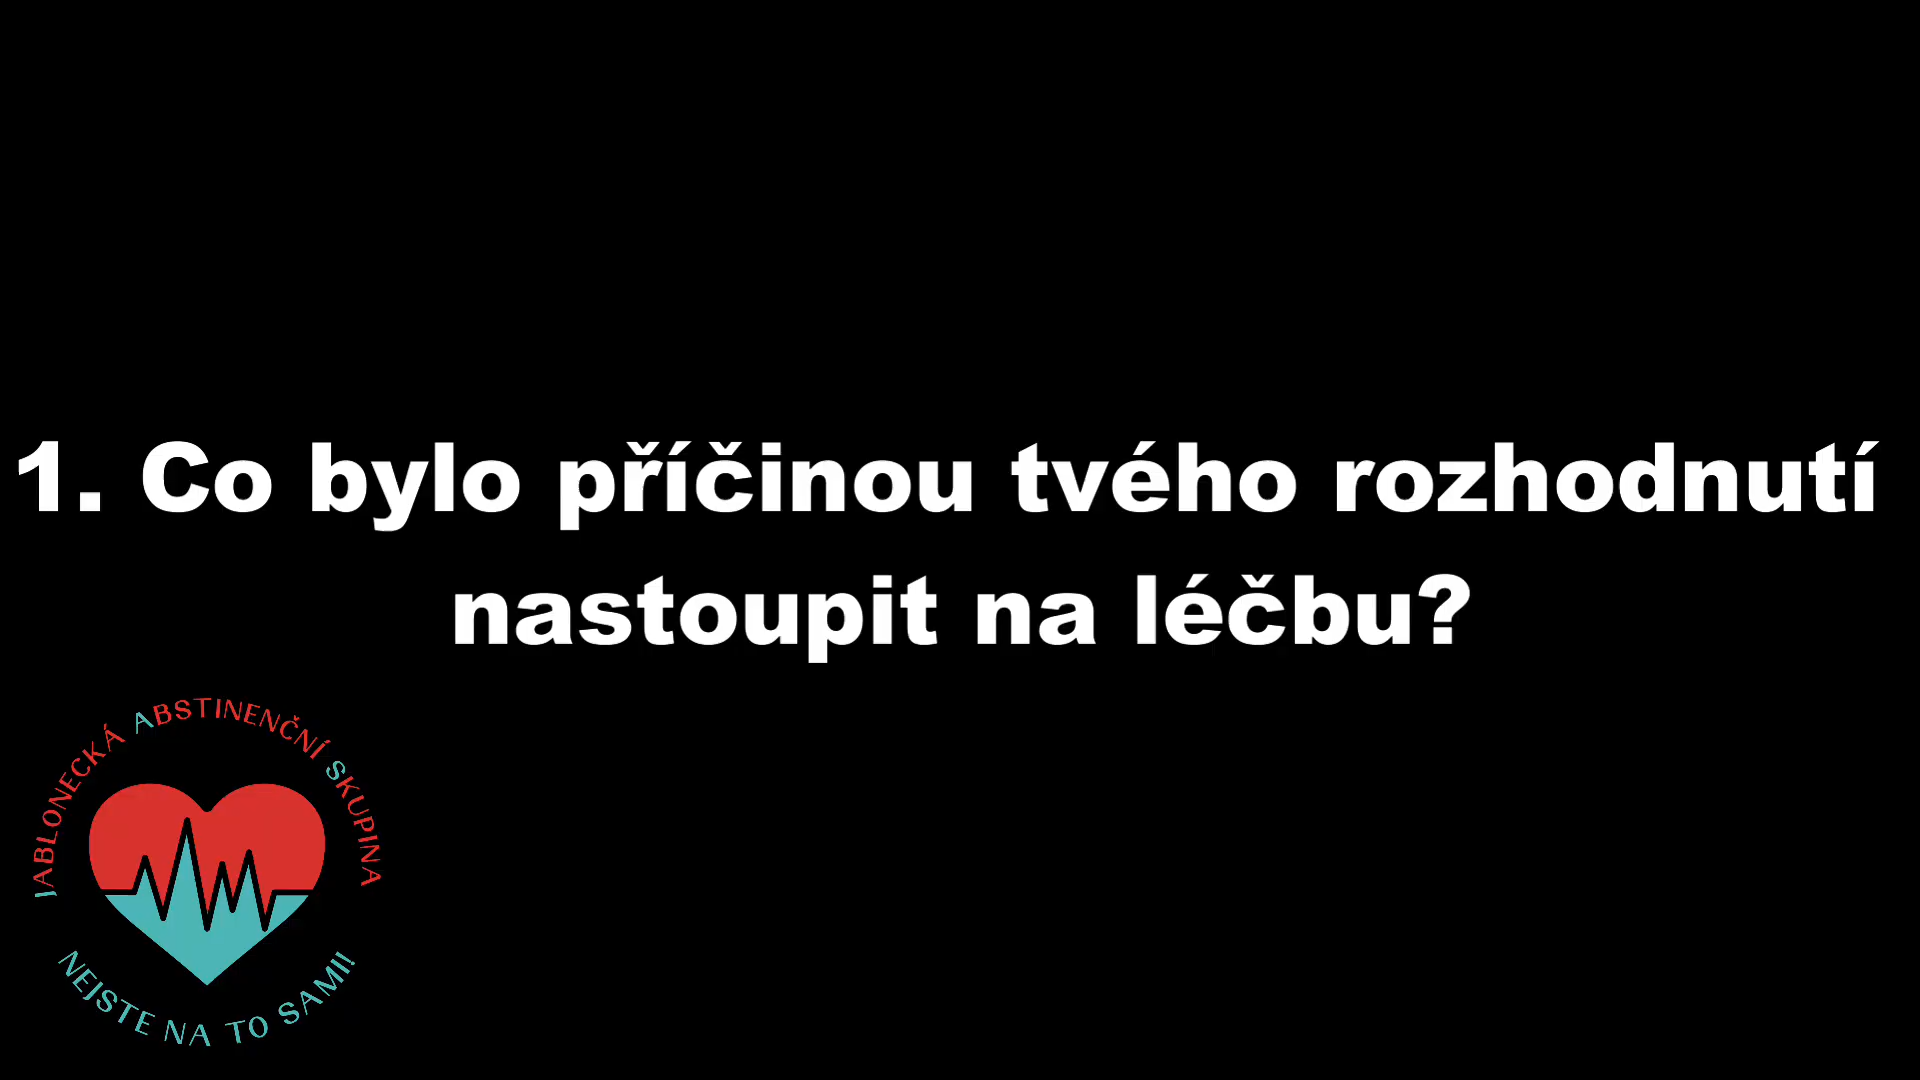 1. Co bylo příčinou tvého rozhodnutí
nastoupit na léčbu?
JABLONECKÁ ABSTINENČNÍ SKUPINA
NEJSTE NA TO SAMI!